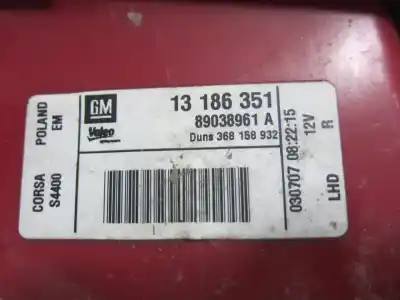 GM
13 186 351
Valeo
89038961 A
Duns 368 158 932
POLAND EM
CORSA S4400
030707 08:22:15
12V R
LHD